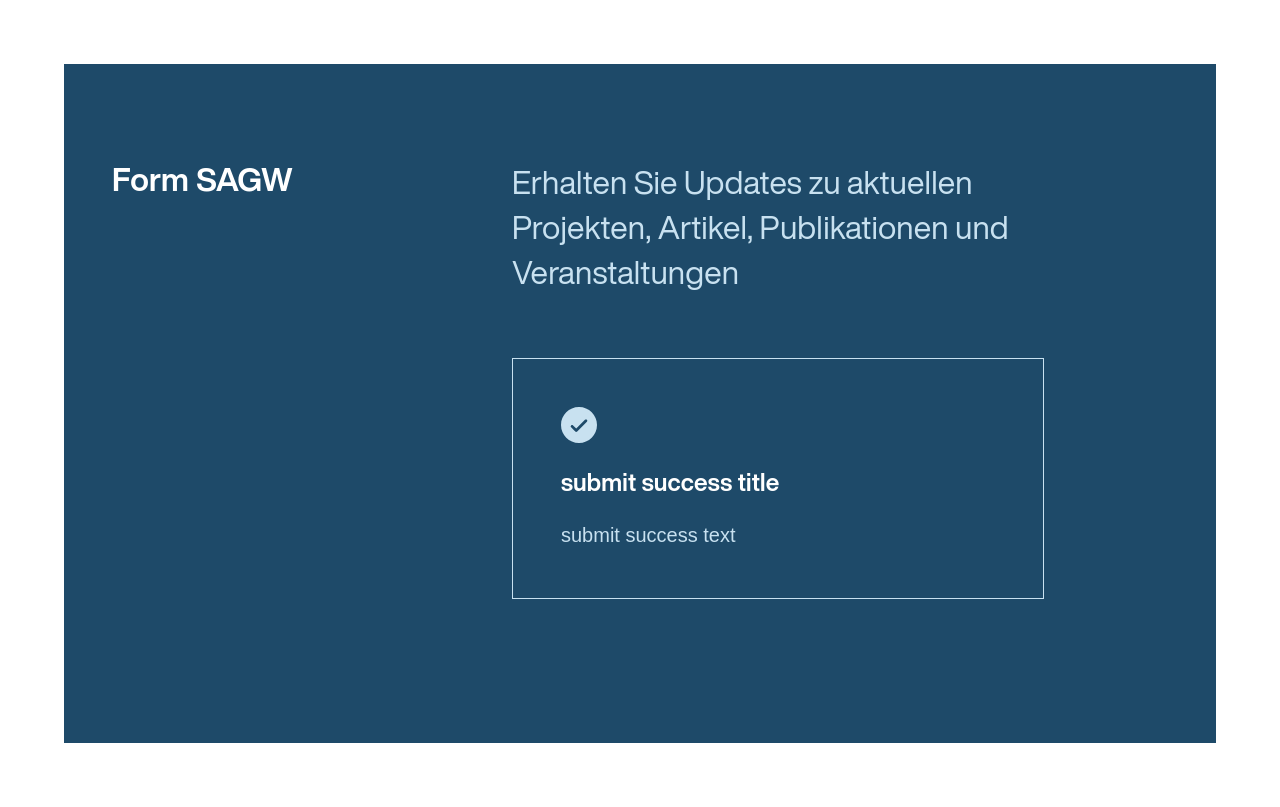 Form SAGW
Erhalten Sie Updates zu aktuellen
Projekten, Artikel, Publikationen und
Veranstaltungen
submit success title
submit success text